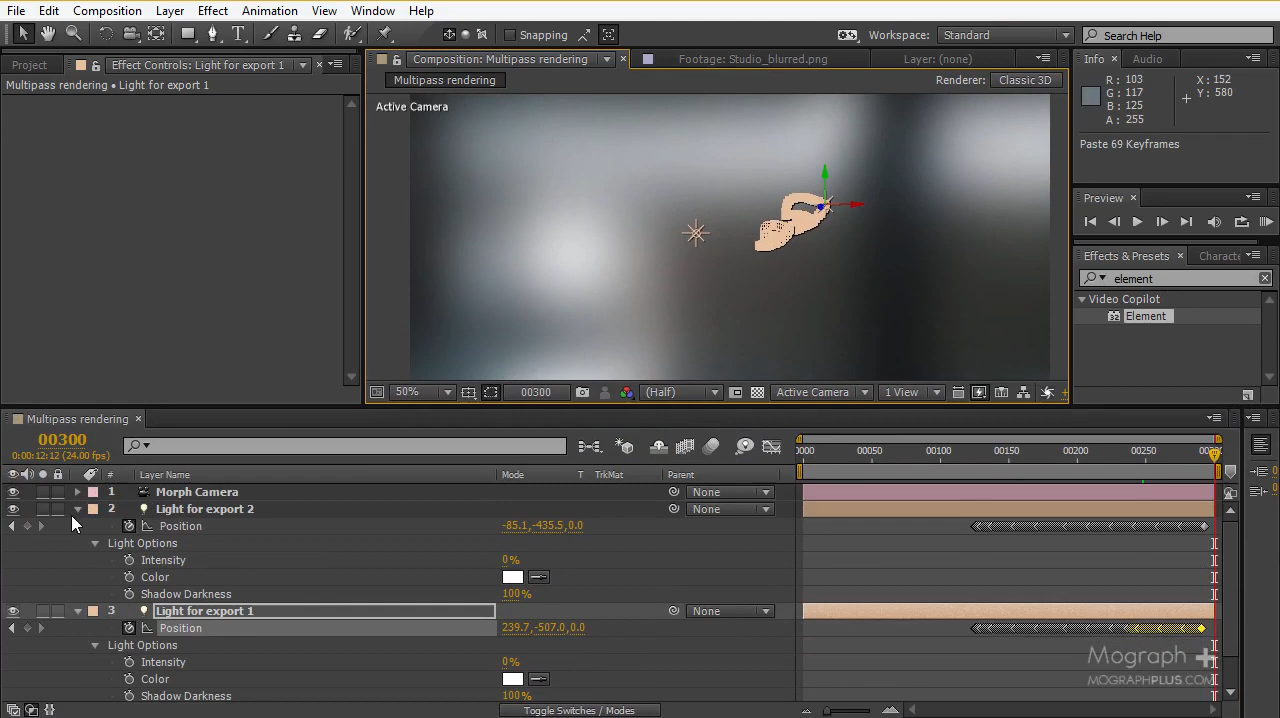 File Edit Composition Layer Effect Animation View Window Help
Snapping Workspace: Standard Search Help
Project Effect Controls: Light for export 1 Composition: Multipass rendering Footage: Studio_blurred.png Layer: (none) Info Audio
Multipass rendering • Light for export 1 Multipass rendering Renderer: Classic 3D
R: 103 X: 152
G: 117 Y: 580
B: 125
A: 255
Active Camera
Paste 69 Keyframes
Preview
Effects & Presets
element
Video Copilot
32 Element
50% 00300 (Half) Active Camera 1 View
Multipass rendering
00300
0:00:12:12 (24.00 fps)
00050 00100 00150 00200 00250
# Layer Name Mode T TrkMat Parent
1 Morph Camera None
2 Light for export 2 None
Position -85.1,-435.5,0.0
Light Options
Intensity 0%
Color
Shadow Darkness 100%
3 Light for export 1 None
Position 239.7,-507.0,0.0
Light Options
Intensity 0%
Color
Shadow Darkness 100%
Mograph
MOGRAPHPLUS.COM
Toggle Switches / Modes